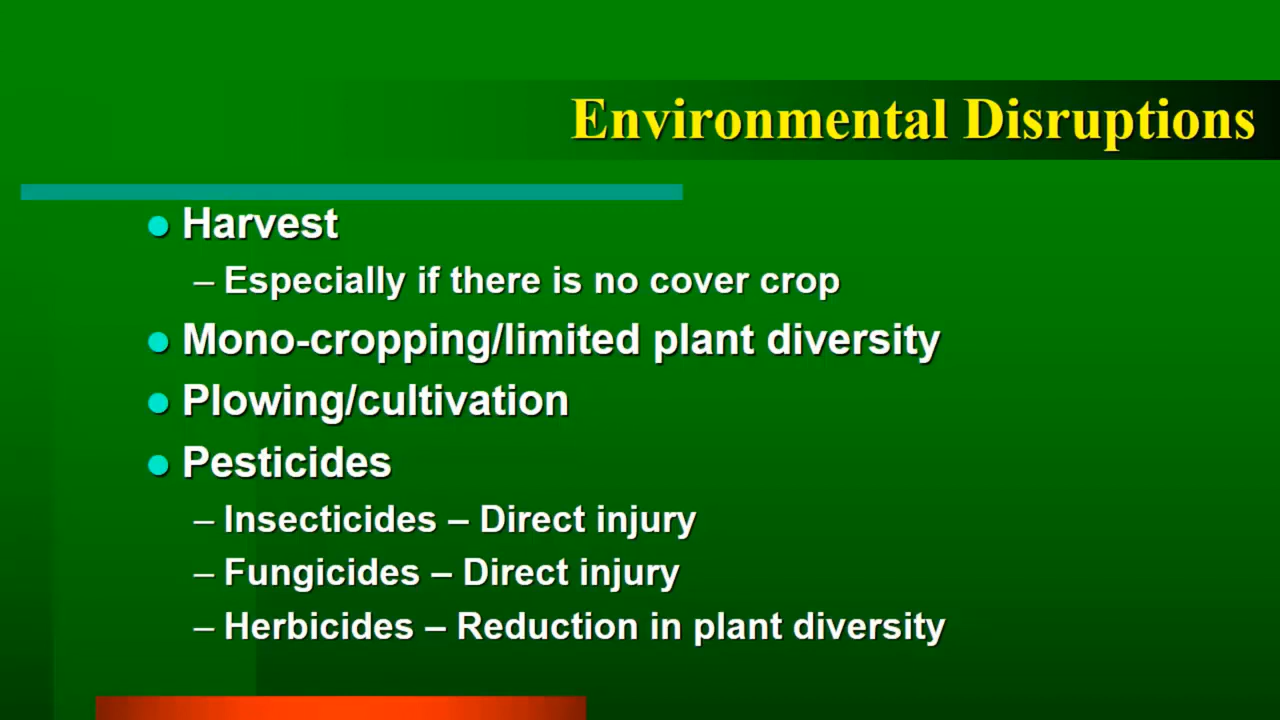 Environmental Disruptions
● Harvest
– Especially if there is no cover crop
● Mono-cropping/limited plant diversity
● Plowing/cultivation
● Pesticides
– Insecticides – Direct injury
– Fungicides – Direct injury
– Herbicides – Reduction in plant diversity